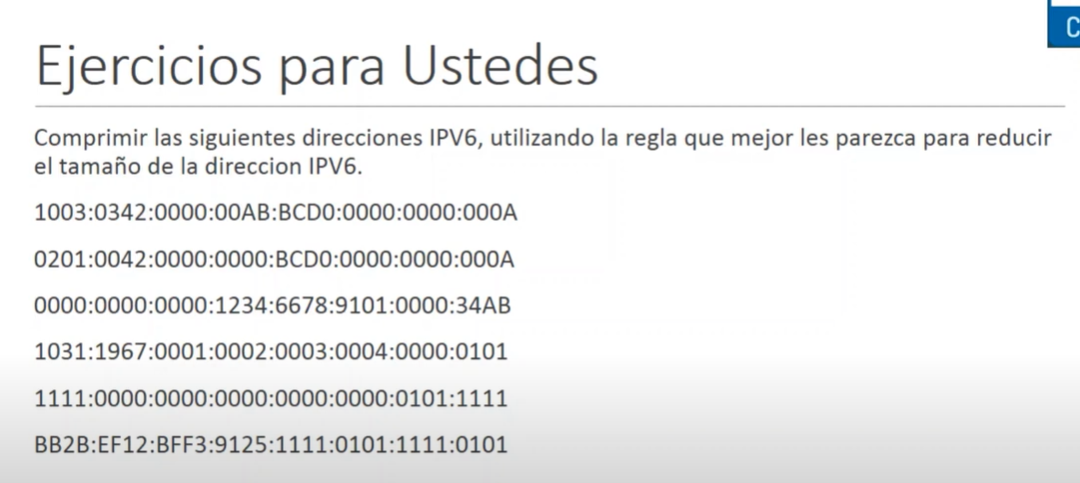 C
Ejercicios para Ustedes
Comprimir las siguientes direcciones IPV6, utilizando la regla que mejor les parezca para reducir
el tamaño de la direccion IPV6.
1003:0342:0000:00AB:BCD0:0000:0000:000A
0201:0042:0000:0000:BCD0:0000:0000:000A
0000:0000:0000:1234:6678:9101:0000:34AB
1031:1967:0001:0002:0003:0004:0000:0101
1111:0000:0000:0000:0000:0000:0101:1111
BB2B:EF12:BFF3:9125:1111:0101:1111:0101